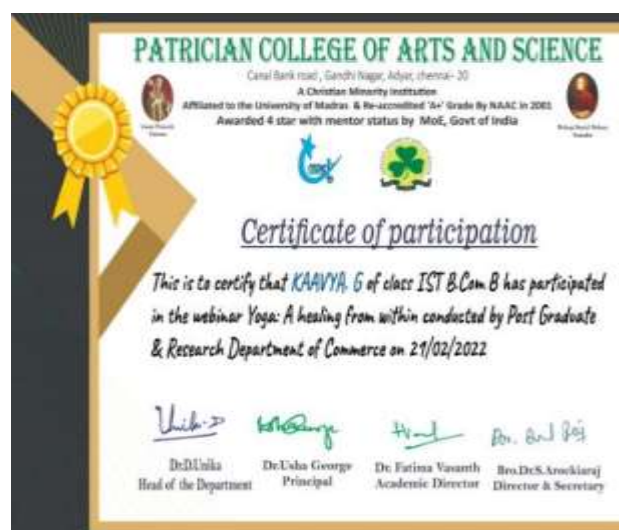 PATRICIAN COLLEGE OF ARTS AND SCIENCE
Canal Bank road , Gandhi Nagar, Adyar, chennai- 20
A Christian Minority Institution
Affiliated to the University of Madras & Re-accredited 'A+' Grade By NAAC in 2001
Awarded 4 star with mentor status by MoE, Govt of India
Certificate of participation
This is to certify that KAAVYA. G of class IST B.Com B has participated
in the webinar Yoga: A healing from within conducted by Post Graduate
& Research Department of Commerce on 21/02/2022
Dr.D.Unika
Head of the Department
Dr.Usha George
Principal
Dr. Fatima Vasanth
Academic Director
Bro.Dr.S.Arockiaraj
Director & Secretary